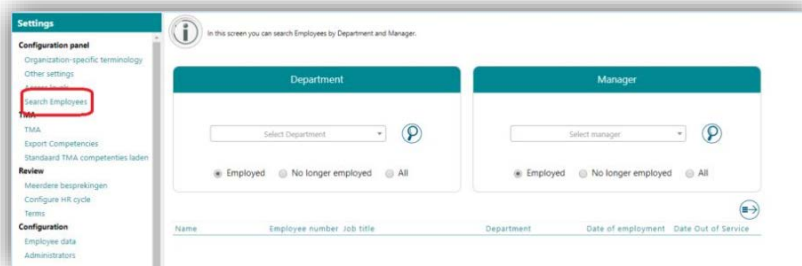 Settings
Configuration panel
Organization-specific terminology
Other settings
Search Employees
TMA
TMA
Export Competencies
Standaard TMA competenties laden
Review
Meerdere besprekingen
Configure HR cycle
Terms
Configuration
Employee data
Administrators
In this screen you can search Employees by Department and Manager.
Department
Select Department
Employed No longer employed All
Manager
Select manager
Employed No longer employed All
Name Employee number Job title Department Date of employment Date Out of Service